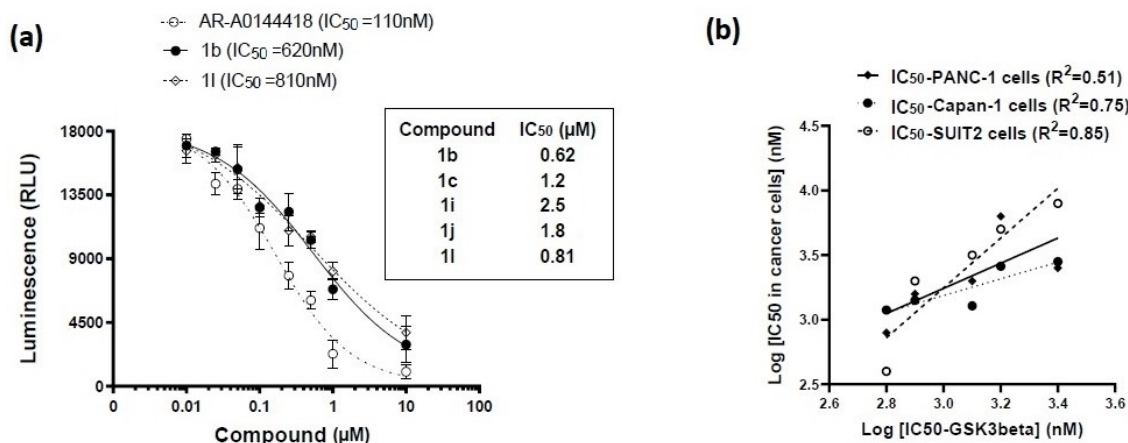 (a)
AR-A0144418 (IC50 =110nM)
1b (IC50 =620nM)
1l (IC50 =810nM)
Luminescence (RLU)
18000
13500
9000
4500
0
Compound IC50 (µM)
1b 0.62
1c 1.2
1i 2.5
1j 1.8
1l 0.81
0 0.01 0.1 1 10 100
Compound (µM)
(b)
IC50-PANC-1 cells (R2=0.51)
IC50-Capan-1 cells (R2=0.75)
IC50-SUIT2 cells (R2=0.85)
Log [IC50 in cancer cells] (nM)
4.5
4.0
3.5
3.0
2.5
2.6 2.8 3.0 3.2 3.4 3.6
Log [IC50-GSK3beta] (nM)